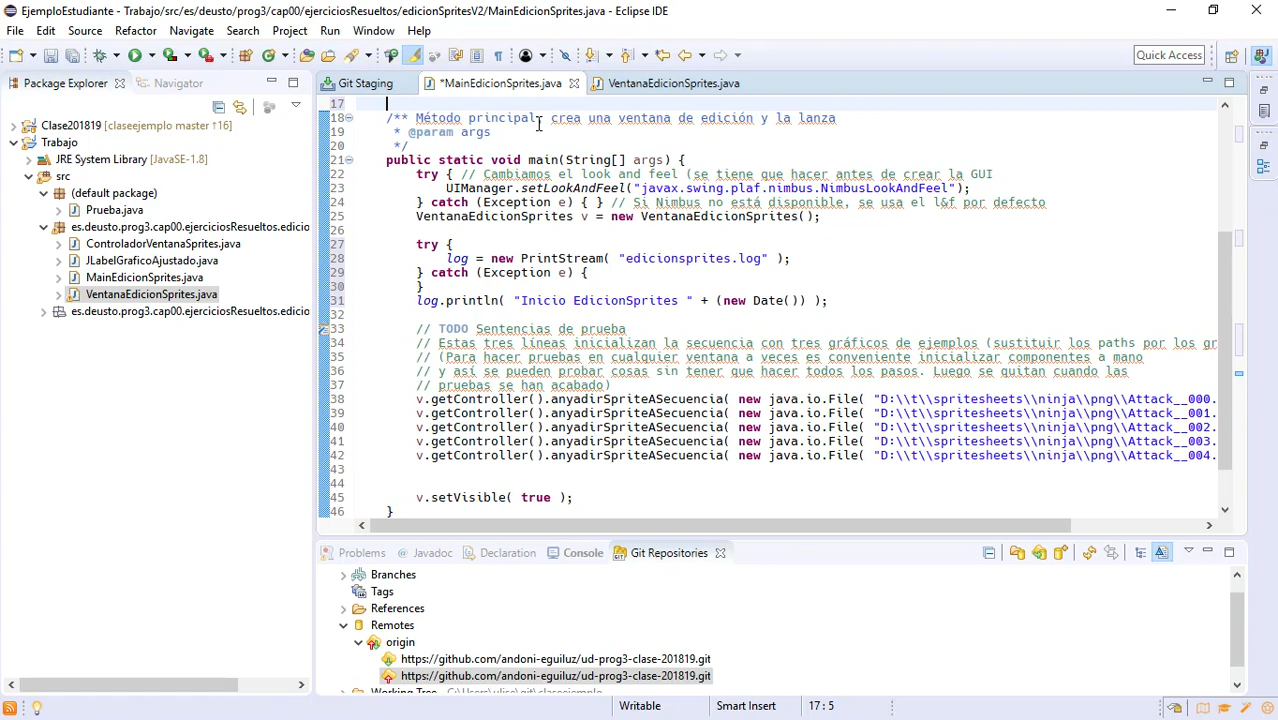 EjemploEstudiante - Trabajo/src/es/deusto/prog3/cap00/ejerciciosResueltos/edicionSpritesV2/MainEdicionSprites.java - Eclipse IDE
File Edit Source Refactor Navigate Search Project Run Window Help
Quick Access
Package Explorer
Navigator
Git Staging
*MainEdicionSprites.java
VentanaEdicionSprites.java
Clase201819 (claseejemplo master ↑16)
Trabajo
JRE System Library [JavaSE-1.8]
src
(default package)
Prueba.java
es.deusto.prog3.cap00.ejerciciosResueltos.edicio
ControladorVentanaSprites.java
JLabelGraficoAjustado.java
MainEdicionSprites.java
VentanaEdicionSprites.java
es.deusto.prog3.cap00.ejerciciosResueltos.edicio
17
18 /** Método principal, crea una ventana de edición y la lanza
19 * @param args
20 */
21 public static void main(String[] args) {
22 try { // Cambiamos el look and feel (se tiene que hacer antes de crear la GUI
23 UIManager.setLookAndFeel("javax.swing.plaf.nimbus.NimbusLookAndFeel");
24 } catch (Exception e) { } // Si Nimbus no está disponible, se usa el l&f por defecto
25 VentanaEdicionSprites v = new VentanaEdicionSprites();
26
27 try {
28 log = new PrintStream( "edicionsprites.log" );
29 } catch (Exception e) {
30 }
31 log.println( "Inicio EdicionSprites " + (new Date()) );
32
33 // TODO Sentencias de prueba
34 // Estas tres líneas inicializan la secuencia con tres gráficos de ejemplos (sustituir los paths por los gr
35 // (Para hacer pruebas en cualquier ventana a veces es conveniente inicializar componentes a mano
36 // y así se pueden probar cosas sin tener que hacer todos los pasos. Luego se quitan cuando las
37 // pruebas se han acabado)
38 v.getController().anyadirSpriteASecuencia( new java.io.File( "D:\\t\\spritesheets\\ninja\\png\\Attack__000.
39 v.getController().anyadirSpriteASecuencia( new java.io.File( "D:\\t\\spritesheets\\ninja\\png\\Attack__001.
40 v.getController().anyadirSpriteASecuencia( new java.io.File( "D:\\t\\spritesheets\\ninja\\png\\Attack__002.
41 v.getController().anyadirSpriteASecuencia( new java.io.File( "D:\\t\\spritesheets\\ninja\\png\\Attack__003.
42 v.getController().anyadirSpriteASecuencia( new java.io.File( "D:\\t\\spritesheets\\ninja\\png\\Attack__004.
43
44
45 v.setVisible( true );
46 }
Problems
Javadoc
Declaration
Console
Git Repositories
Branches
Tags
References
Remotes
origin
https://github.com/andoni-eguiluz/ud-prog3-clase-201819.git
https://github.com/andoni-eguiluz/ud-prog3-clase-201819.git
Working Tree - C:\Users\ulise\git\claseejemplo
Writable
Smart Insert
17 : 5